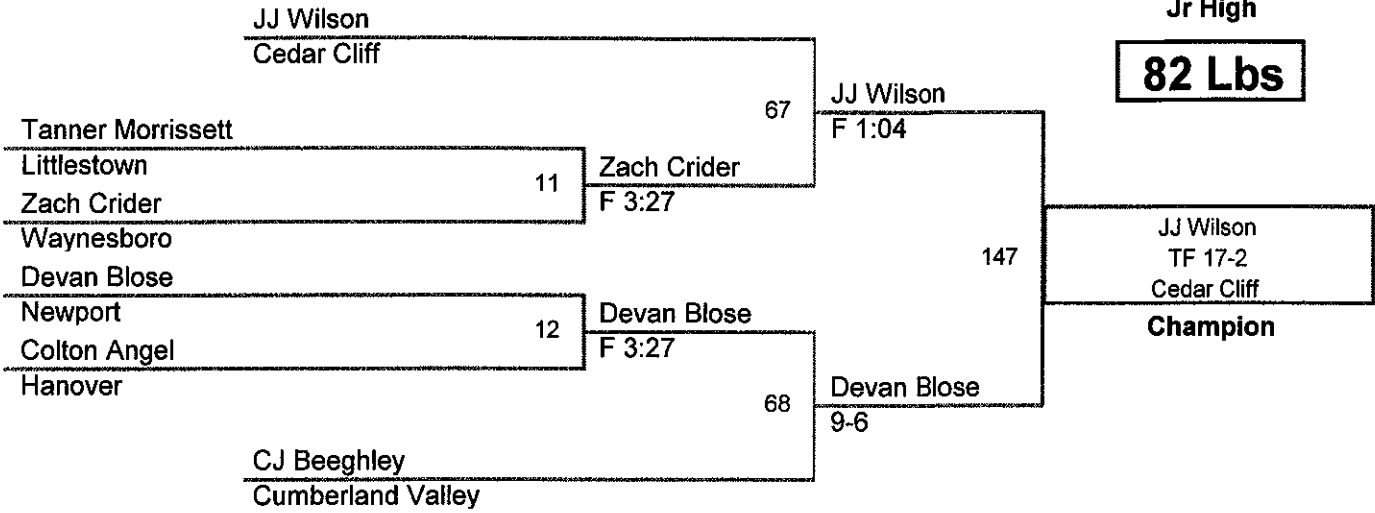 Jr High
82 Lbs
JJ Wilson
Cedar Cliff
67
JJ Wilson
F 1:04
Tanner Morrissett
Littlestown
11
Zach Crider
F 3:27
Zach Crider
Waynesboro
147
JJ Wilson
TF 17-2
Cedar Cliff
Champion
Devan Blose
Newport
12
Devan Blose
F 3:27
Colton Angel
Hanover
68
Devan Blose
9-6
CJ Beeghley
Cumberland Valley